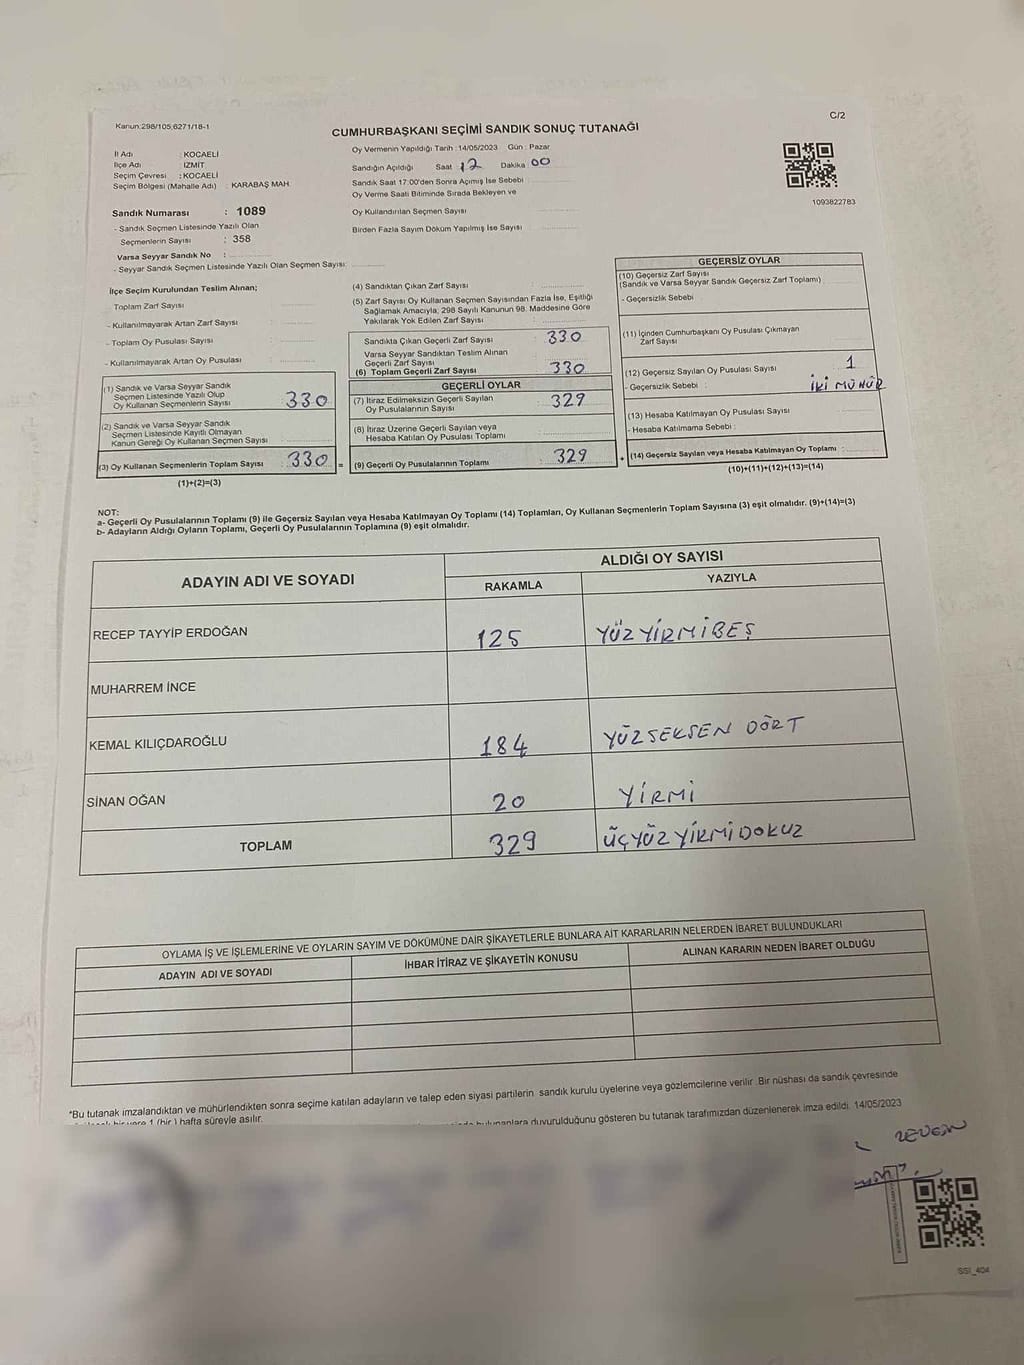 Kanun:298/105,6271/18-1
C/2
CUMHURBAŞKANI SEÇİMİ SANDIK SONUÇ TUTANAĞI
İl Adı : KOCAELİ
İlçe Adı : İZMİT
Seçim Çevresi : KOCAELİ
Seçim Bölgesi (Mahalle Adı) : KARABAŞ MAH.
Sandık Numarası : 1089
- Sandık Seçmen Listesinde Yazılı Olan
Seçmenlerin Sayısı : 358
Varsa Seyyar Sandık No :
- Seyyar Sandık Seçmen Listesinde Yazılı Olan Seçmen Sayısı:
Oy Vermenin Yapıldığı Tarih : 14/05/2023 Gün : Pazar
Sandığın Açıldığı Saat 17 Dakika : 00
Sandık Saat 17:00'den Sonra Açımış İse Sebebi
Oy Verme Saati Bitiminde Sırada Bekleyen ve
Oy Kullandırılan Seçmen Sayısı
Birden Fazla Sayım Döküm Yapılmış İse Sayısı
1093822783
İlçe Seçim Kurulundan Teslim Alınan;
- Toplam Zarf Sayısı
- Kullanılmayarak Artan Zarf Sayısı
- Toplam Oy Pusulası Sayısı
- Kullanılmayarak Artan Oy Pusulası
(1) Sandık ve Varsa Seyyar Sandık
Seçmen Listesinde Yazılı Olup
Oy Kullanan Seçmenlerin Sayısı : 330
(2) Sandık ve Varsa Seyyar Sandık
Seçmen Listesinde Kayıtlı Olmayan
Kanun Gereği Oy Kullanan Seçmen Sayısı :
(3) Oy Kullanan Seçmenlerin Toplam Sayısı : 330 =
(1)+(2)=(3)
(4) Sandıktan Çıkan Zarf Sayısı
(5) Zarf Sayısı Oy Kullanan Seçmen Sayısından Fazla İse, Eşitliği
Sağlamak Amacıyla, 298 Sayılı Kanunun 98. Maddesine Göre
Yakılarak Yok Edilen Zarf Sayısı
Sandıkta Çıkan Geçerli Zarf Sayısı 330
Varsa Seyyar Sandıktan Teslim Alınan
Geçerli Zarf Sayısı
(6) Toplam Geçerli Zarf Sayısı 330
GEÇERLİ OYLAR
(7) İtiraz Edilmeksizin Geçerli Sayılan
Oy Pusulalarının Sayısı 329
(8) İtiraz Üzerine Geçerli Sayılan veya
Hesaba Katılan Oy Pusulası Toplamı
(9) Geçerli Oy Pusulalarının Toplamı 329 +
GEÇERSİZ OYLAR
(10) Geçersiz Zarf Sayısı
(Sandık ve Varsa Seyyar Sandık Geçersiz Zarf Toplamı)
- Geçersizlik Sebebi
(11) İçinden Cumhurbaşkanı Oy Pusulası Çıkmayan
Zarf Sayısı
(12) Geçersiz Sayılan Oy Pusulası Sayısı 1
- Geçersizlik Sebebi : İKİ MÜHÜR
(13) Hesaba Katılmayan Oy Pusulası Sayısı
- Hesaba Katılmama Sebebi :
(14) Geçersiz Sayılan veya Hesaba Katılmayan Oy Toplamı :
(10)+(11)+(12)+(13)=(14)
NOT:
a- Geçerli Oy Pusulalarının Toplamı (9) ile Geçersiz Sayılan veya Hesaba Katılmayan Oy Toplamı (14) Toplamları, Oy Kullanan Seçmenlerin Toplam Sayısına (3) eşit olmalıdır. (9)+(14)=(3)
b- Adayların Aldığı Oyların Toplamı, Geçerli Oy Pusulalarının Toplamına (9) eşit olmalıdır.
ADAYIN ADI VE SOYADI
ALDIĞI OY SAYISI
RAKAMLA YAZIYLA
RECEP TAYYİP ERDOĞAN 125 YÜZ YİRMİ BEŞ
MUHARREM İNCE
KEMAL KILIÇDAROĞLU 184 YÜZSEKSEN DÖRT
SİNAN OĞAN 20 YİRMİ
TOPLAM 329 ÜÇYÜZ YİRMİ DOKUZ
OYLAMA İŞ VE İŞLEMLERİNE VE OYLARIN SAYIM VE DÖKÜMÜNE DAİR ŞİKAYETLERLE BUNLARA AİT KARARLARIN NELERDEN İBARET BULUNDUKLARI
ADAYIN ADI VE SOYADI İHBAR İTİRAZ VE ŞİKAYETİN KONUSU ALINAN KARARIN NEDEN İBARET OLDUĞU
*Bu tutanak imzalandıktan ve mühürlendikten sonra seçime katılan adayların ve talep eden siyasi partilerin sandık kurulu üyelerine veya gözlemcilerine verilir. Bir nüshası da sandık çevresinde
bir yere 1 (bir) hafta süreyle asılır.
bulunanlara duyurulduğunu gösteren bu tutanak tarafımızdan düzenlenerek imza edildi. 14/05/2023
SSI_404